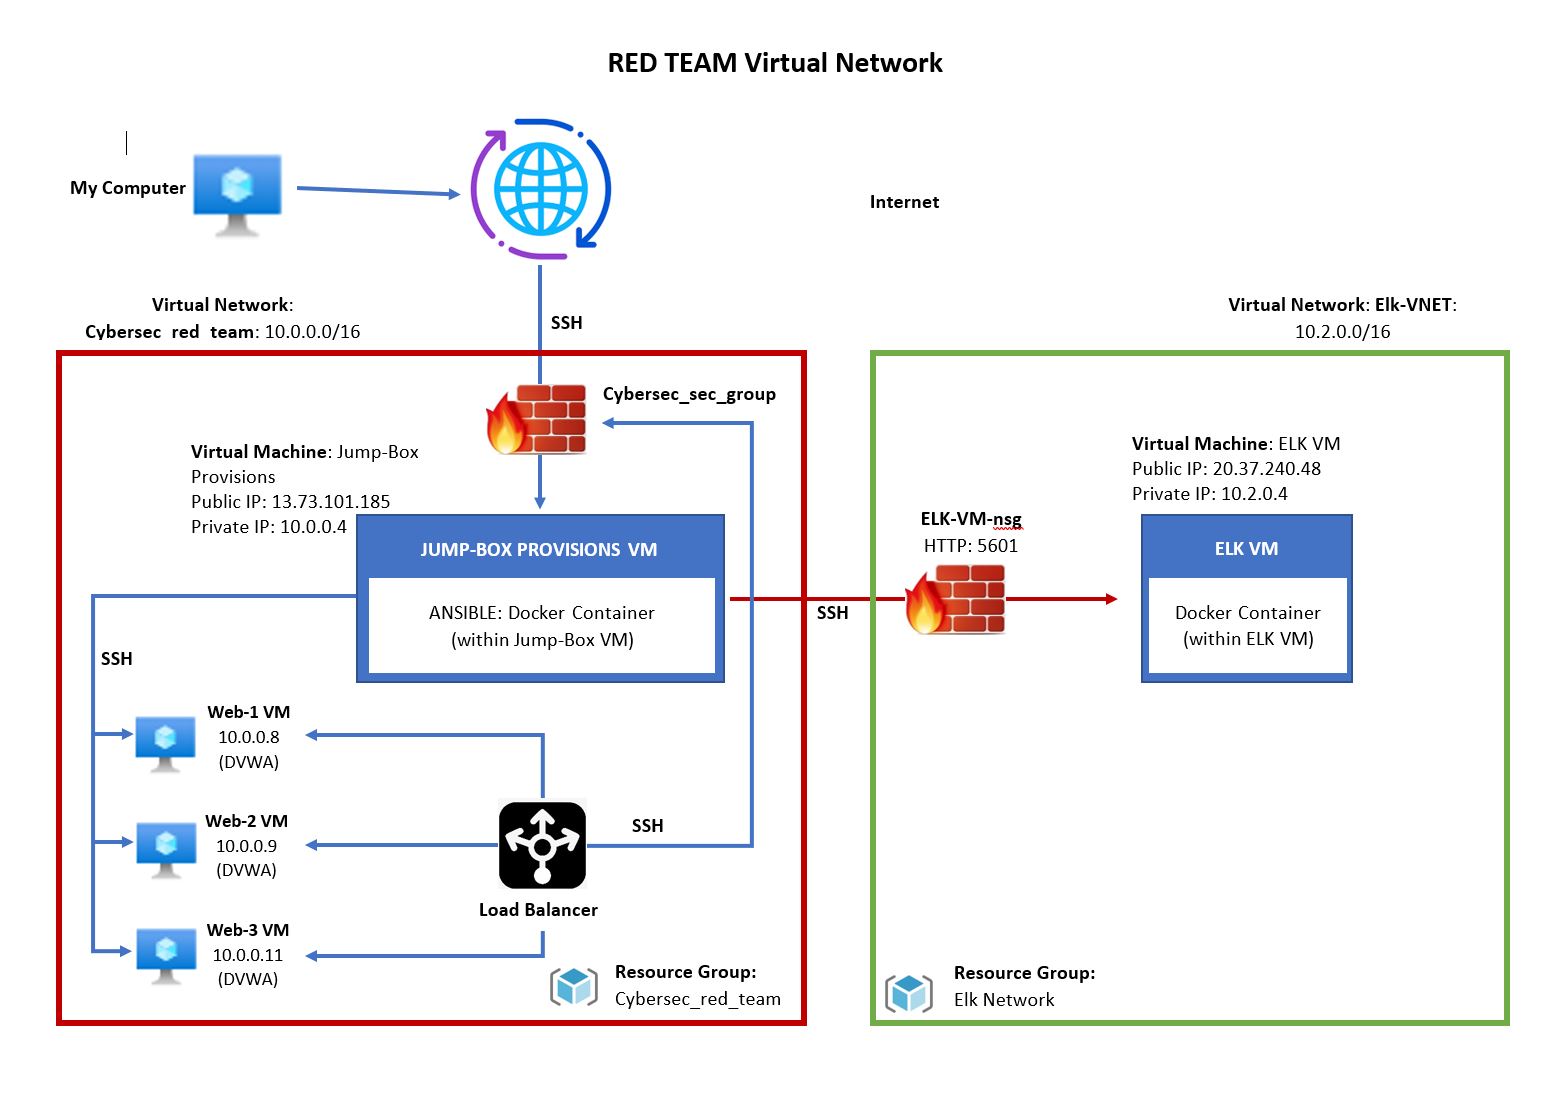 RED TEAM Virtual Network
My Computer
Internet
Virtual Network:
Cybersec_red_team: 10.0.0.0/16
SSH
Virtual Network: Elk-VNET:
10.2.0.0/16
Cybersec_sec_group
Virtual Machine: Jump-Box
Provisions
Public IP: 13.73.101.185
Private IP: 10.0.0.4
JUMP-BOX PROVISIONS VM
ANSIBLE: Docker Container
(within Jump-Box VM)
SSH
ELK-VM-nsg
HTTP: 5601
Virtual Machine: ELK VM
Public IP: 20.37.240.48
Private IP: 10.2.0.4
ELK VM
Docker Container
(within ELK VM)
SSH
Web-1 VM
10.0.0.8
(DVWA)
Web-2 VM
10.0.0.9
(DVWA)
Web-3 VM
10.0.0.11
(DVWA)
SSH
Load Balancer
Resource Group:
Cybersec_red_team
Resource Group:
Elk Network